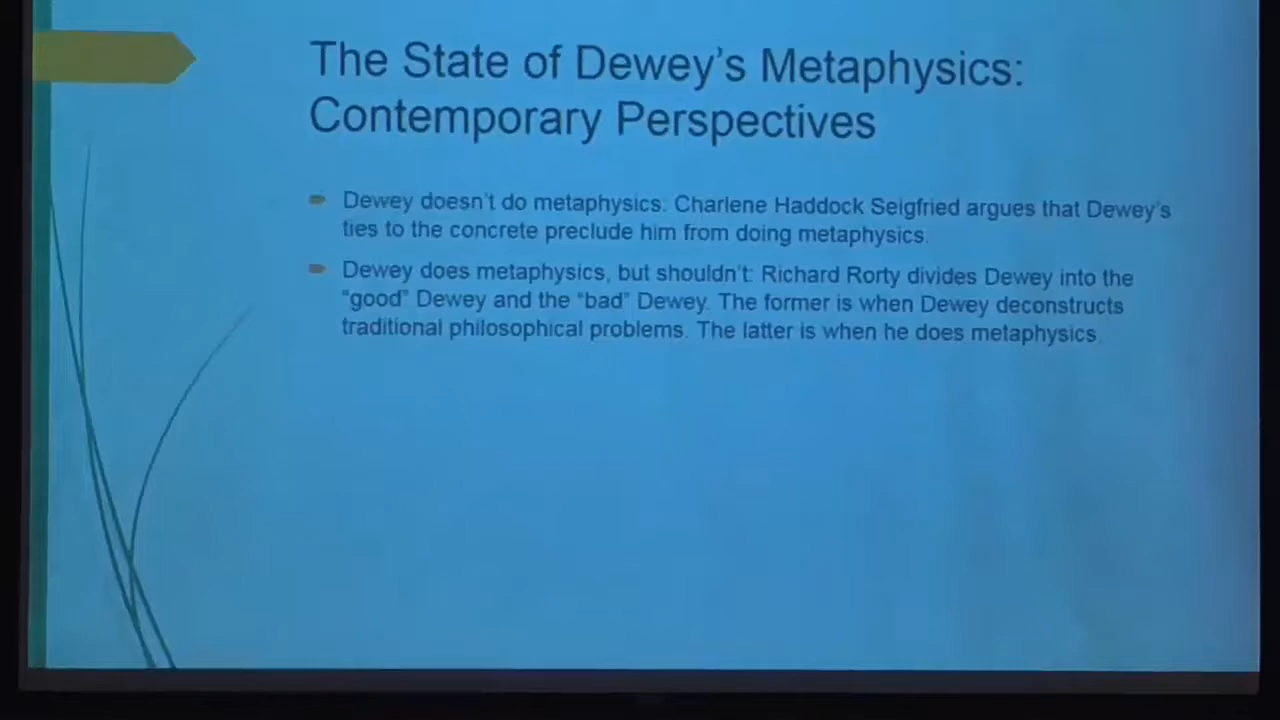 The State of Dewey's Metaphysics:
Contemporary Perspectives
Dewey doesn't do metaphysics: Charlene Haddock Seigfried argues that Dewey's
ties to the concrete preclude him from doing metaphysics.
Dewey does metaphysics, but shouldn't: Richard Rorty divides Dewey into the
"good" Dewey and the "bad" Dewey. The former is when Dewey deconstructs
traditional philosophical problems. The latter is when he does metaphysics.